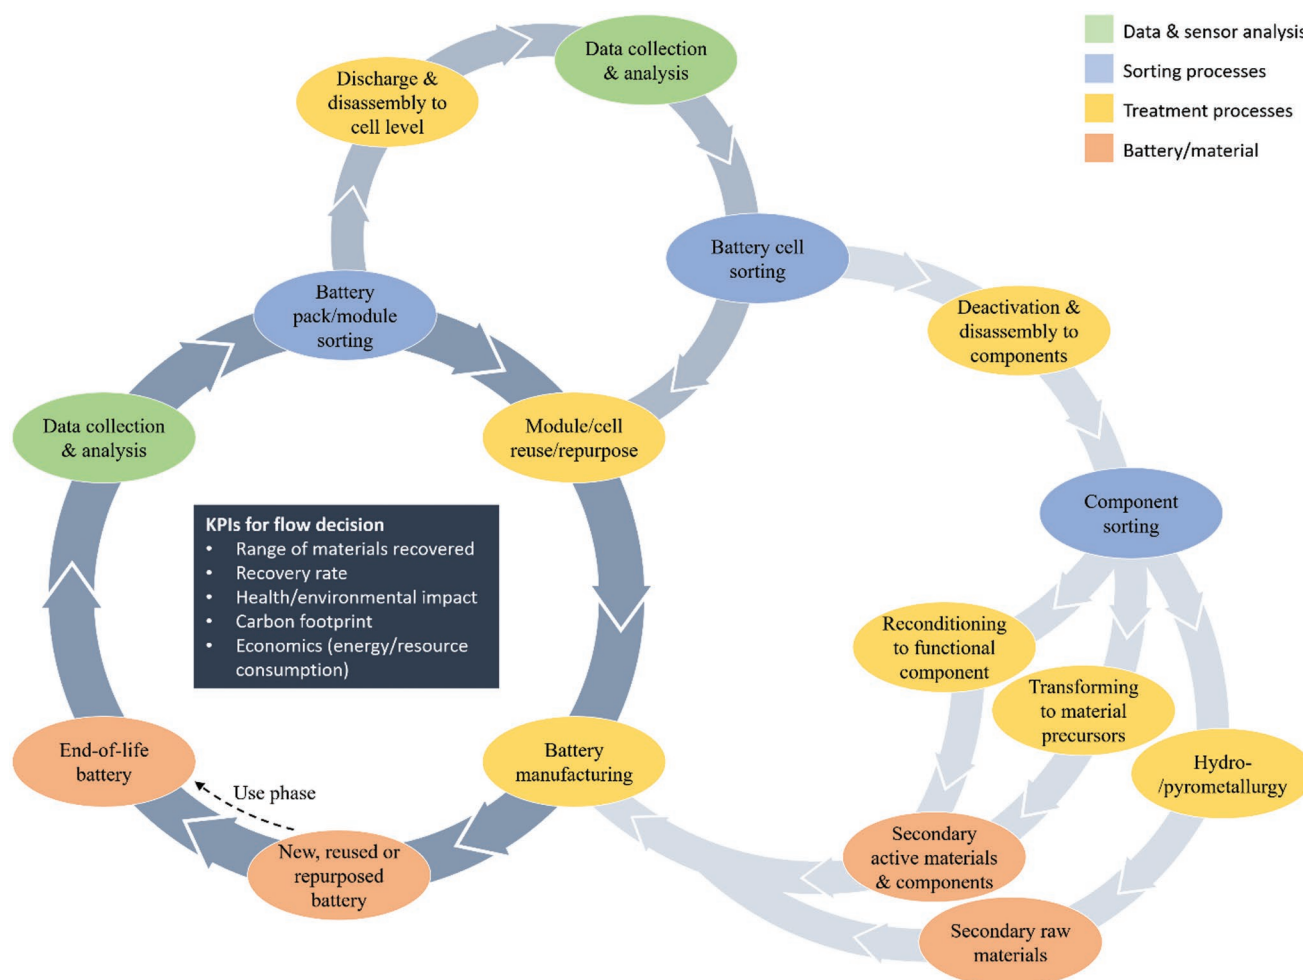 Data collection
& analysis
Data & sensor analysis
Sorting processes
Treatment processes
Battery/material
Discharge &
disassembly to
cell level
Battery cell
sorting
Battery
pack/module
sorting
Deactivation &
disassembly to
components
Data collection
& analysis
Module/cell
reuse/repurpose
Component
sorting
KPIs for flow decision
• Range of materials recovered
• Recovery rate
• Health/environmental impact
• Carbon footprint
• Economics (energy/resource
consumption)
Reconditioning
to functional
component
Transforming
to material
precursors
Hydro-
/pyrometallurgy
End-of-life
battery
Use phase
Battery
manufacturing
New, reused or
repurposed
battery
Secondary
active materials
& components
Secondary raw
materials